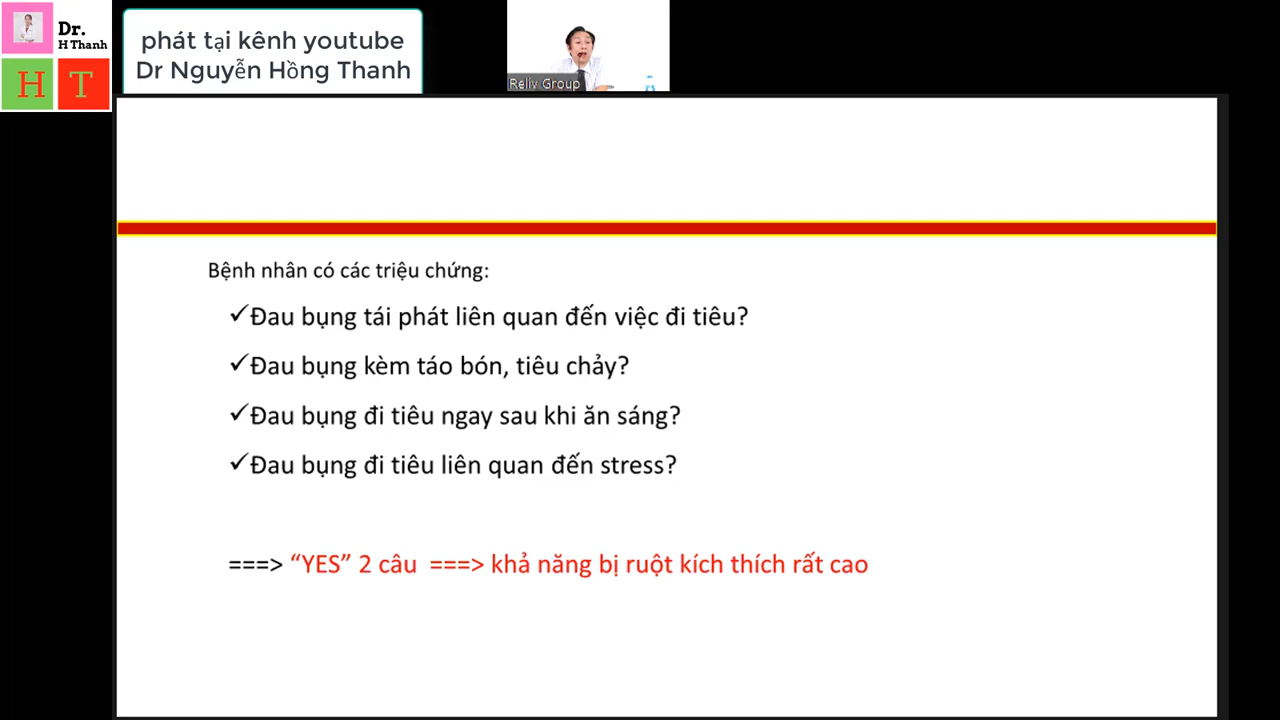 Dr.
H Thanh
H T
phát tại kênh youtube
Dr Nguyễn Hồng Thanh
Reliv Group
Bệnh nhân có các triệu chứng:
✓Đau bụng tái phát liên quan đến việc đi tiêu?
✓Đau bụng kèm táo bón, tiêu chảy?
✓Đau bụng đi tiêu ngay sau khi ăn sáng?
✓Đau bụng đi tiêu liên quan đến stress?
===> “YES” 2 câu ===> khả năng bị ruột kích thích rất cao